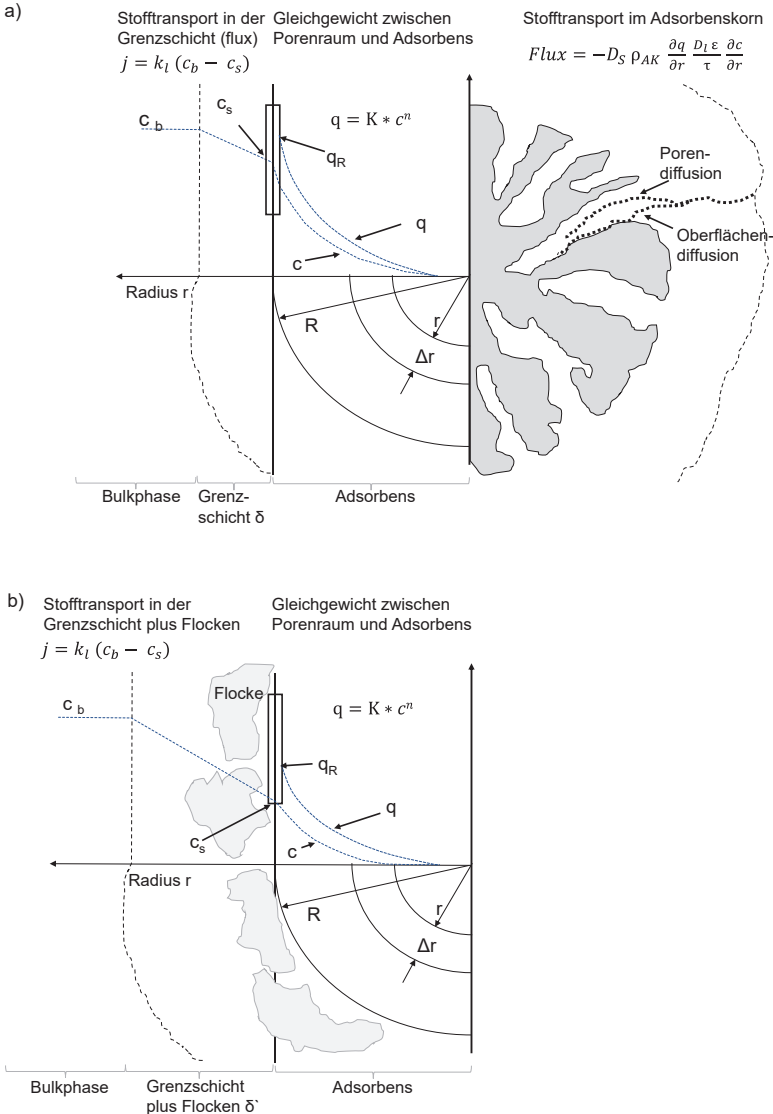 a)
Stofftransport in der
Grenzschicht (flux)
j = k_l (c_b − c_s)
Gleichgewicht zwischen
Porenraum und Adsorbens
Stofftransport im Adsorbenskorn
Flux = −D_S ρ_AK ∂q/∂r D_l ε/τ ∂c/∂r
c_b
c_s
q = K * c^n
q_R
q
c
Poren-
diffusion
Oberflächen-
diffusion
Radius r
R
r
Δr
Bulkphase
Grenz-
schicht δ
Adsorbens
b)
Stofftransport in der
Grenzschicht plus Flocken
j = k_l (c_b − c_s)
Gleichgewicht zwischen
Porenraum und Adsorbens
Flocke
c_b
q = K * c^n
q_R
q
c_s
c
Radius r
R
r
Δr
Bulkphase
Grenzschicht
plus Flocken δ`
Adsorbens